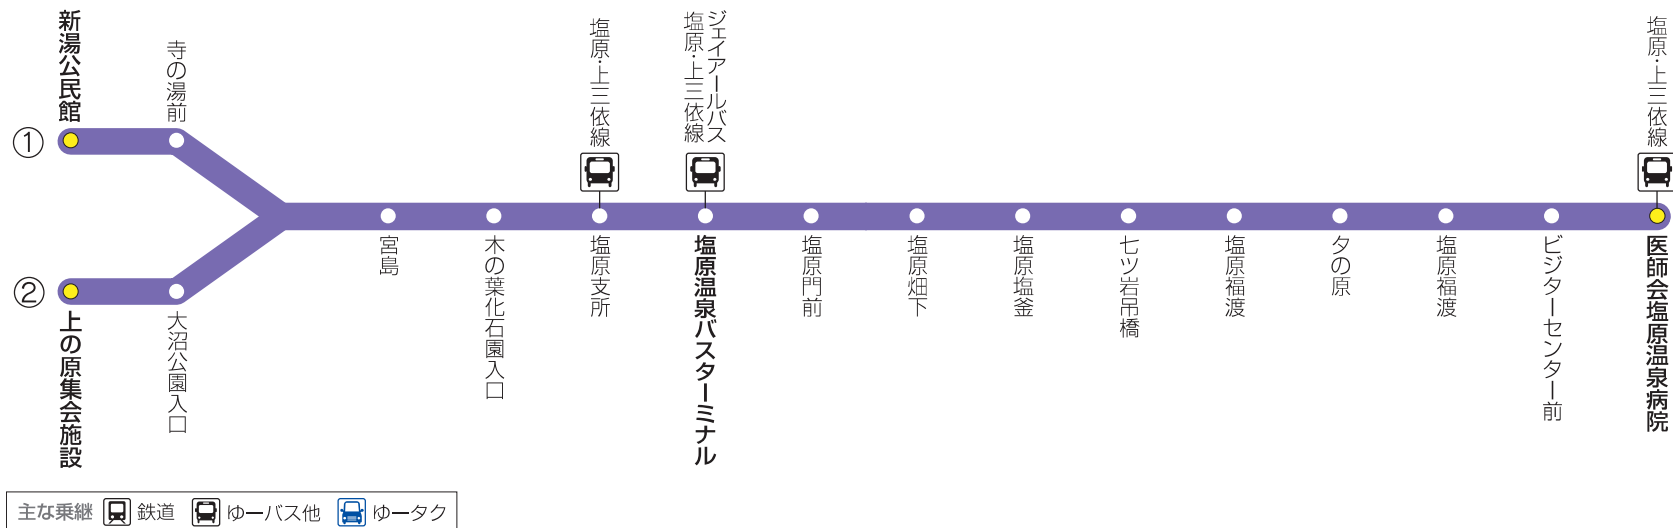 ①
新湯公民館
寺の湯前
②
上の原集会施設
大沼公園入口
宮島
木の葉化石園入口
塩原・上三依線
塩原支所
ジェイアールバス
塩原・上三依線
塩原温泉バスターミナル
塩原門前
塩原畑下
塩原塩釜
七ツ岩吊橋
塩原福渡
夕の原
塩原福渡
ビジターセンター前
塩原・上三依線
医師会塩原温泉病院
主な乗継 鉄道 ゆーバス他 ゆータク